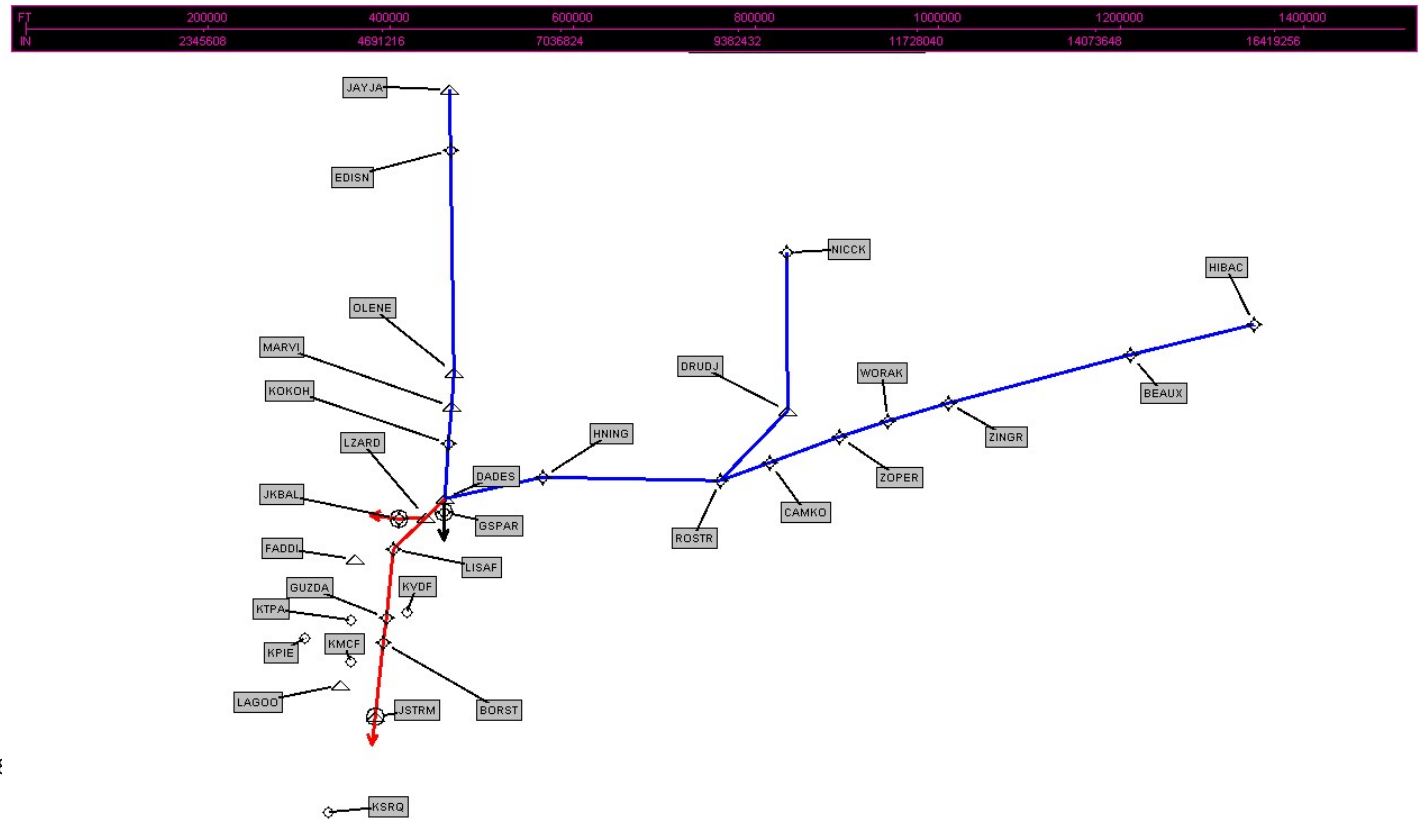 FT 200000 400000 600000 800000 1000000 1200000 1400000
IN 2345608 4691216 7036824 9382432 11728040 14073648 16419256
JAYJA
EDISN
NICCK
HIBAC
OLENE
MARVI
DRUDJ
WORAK
KOKOH
BEAUX
LZARD
HNING
ZINGR
DADES
ZOPER
JKBAL
CAMKO
GSPAR
ROSTR
FADDI
LISAF
GUZDA
KVDF
KTPA
KMCF
KPIE
LAGOO
JSTRM
BORST
KSRQ